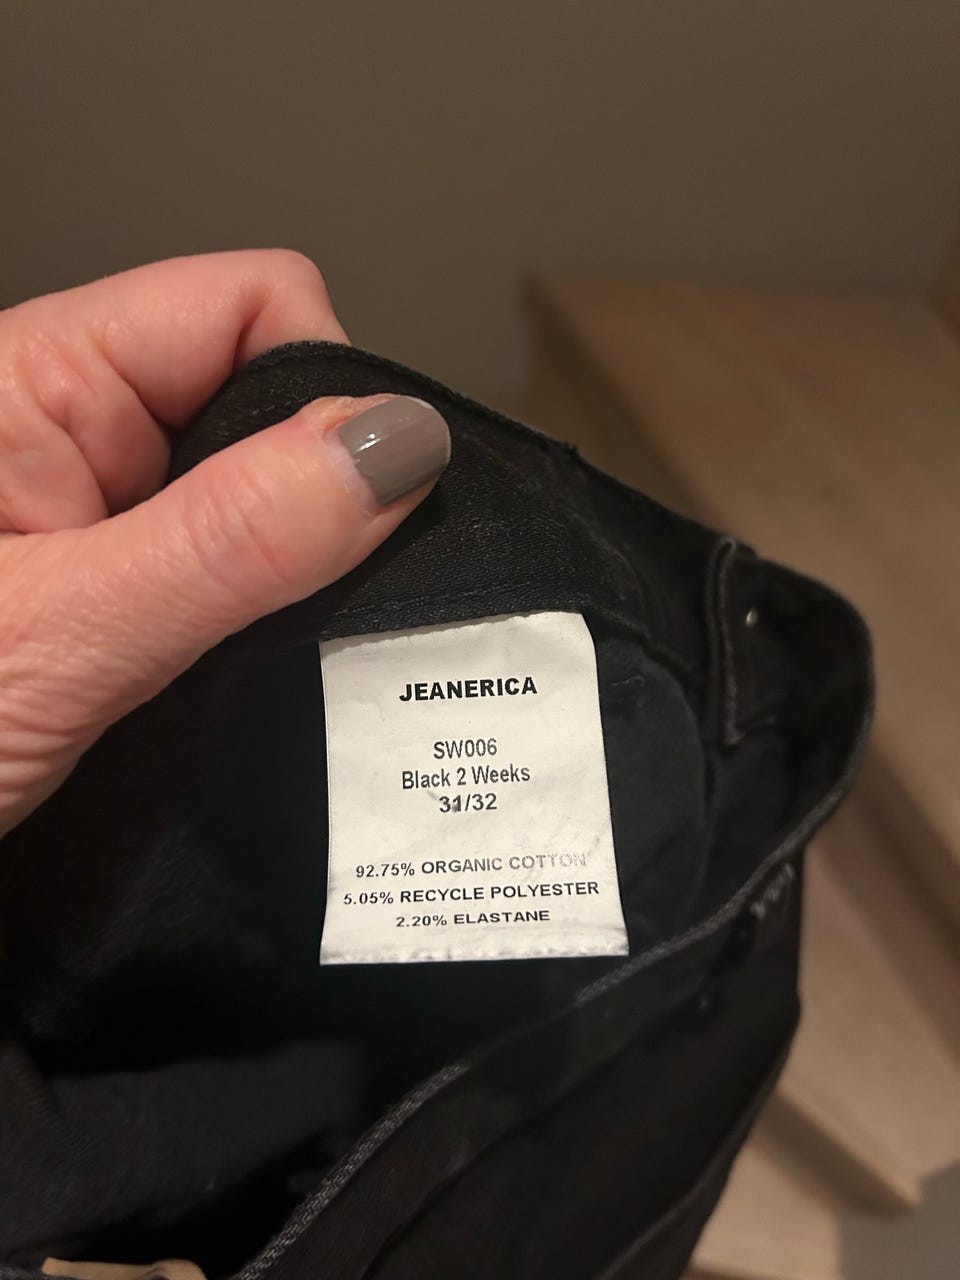 JEANERICA
SW006
Black 2 Weeks
31/32
92.75% ORGANIC COTTON
5.05% RECYCLE POLYESTER
2.20% ELASTANE